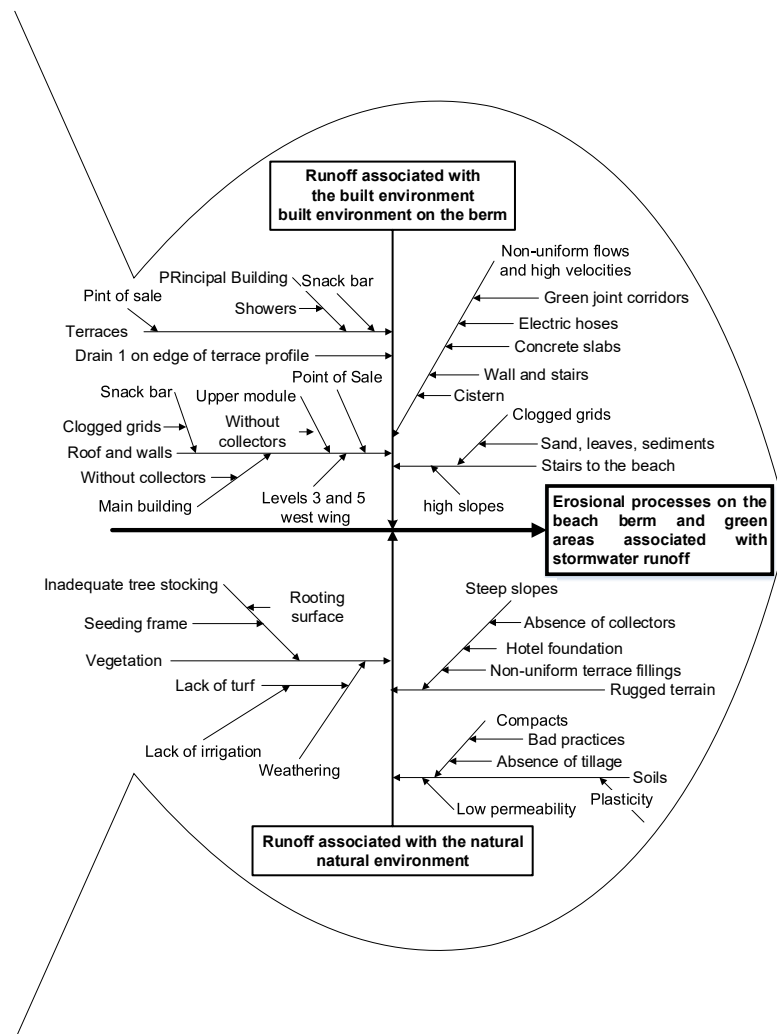 Runoff associated with
the built environment
built environment on the berm
Non-uniform flows
and high velocities
PRincipal Building
Snack bar
Pint of sale
Showers
Green joint corridors
Terraces
Electric hoses
Drain 1 on edge of terrace profile
Concrete slabs
Point of Sale
Wall and stairs
Snack bar
Upper module
Cistern
Clogged grids
Without
collectors
Clogged grids
Roof and walls
Sand, leaves, sediments
Without collectors
Stairs to the beach
Main building
Levels 3 and 5
west wing
high slopes
Erosional processes on the
beach berm and green
areas associated with
stormwater runoff
Inadequate tree stocking
Rooting
surface
Steep slopes
Seeding frame
Absence of collectors
Hotel foundation
Vegetation
Non-uniform terrace fillings
Lack of turf
Rugged terrain
Compacts
Lack of irrigation
Bad practices
Weathering
Absence of tillage
Soils
Low permeability
Plasticity
Runoff associated with the natural
natural environment